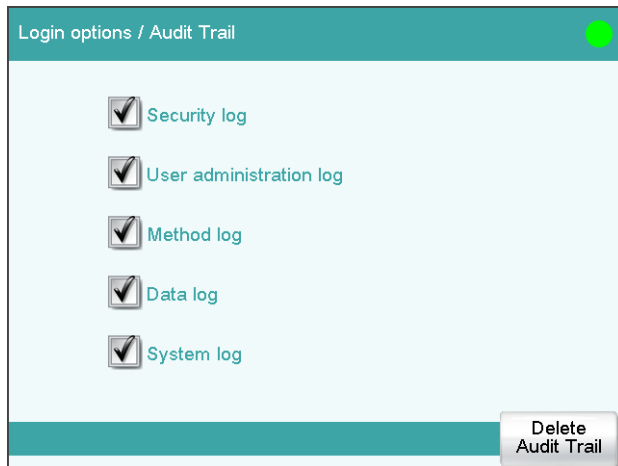 Login options / Audit Trail
Security log
User administration log
Method log
Data log
System log
Delete
Audit Trail